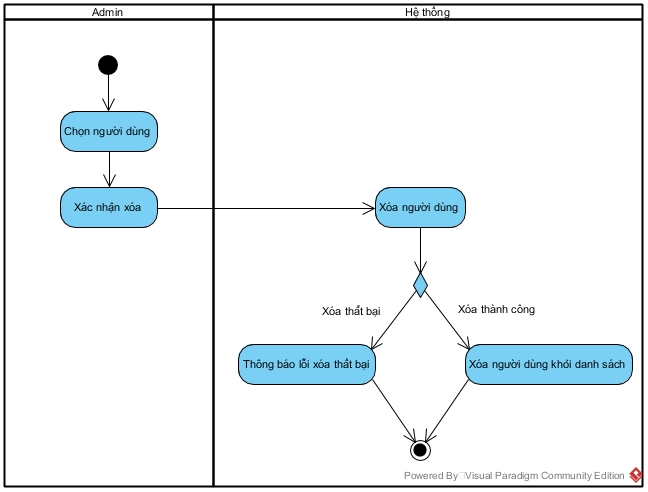 Admin
Hệ thống
Chọn người dùng
Xác nhận xóa
Xóa người dùng
Xóa thất bại
Xóa thành công
Thông báo lỗi xóa thất bại
Xóa người dùng khỏi danh sách
Powered By Visual Paradigm Community Edition